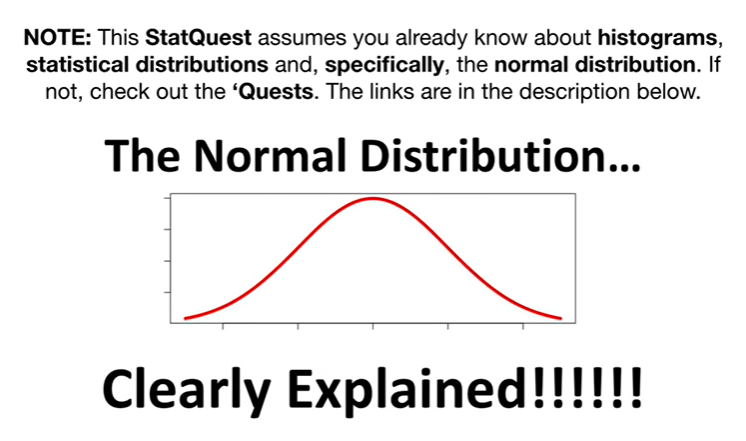 NOTE: This StatQuest assumes you already know about histograms,
statistical distributions and, specifically, the normal distribution. If
not, check out the ‘Quests. The links are in the description below.
The Normal Distribution…
Clearly Explained!!!!!!